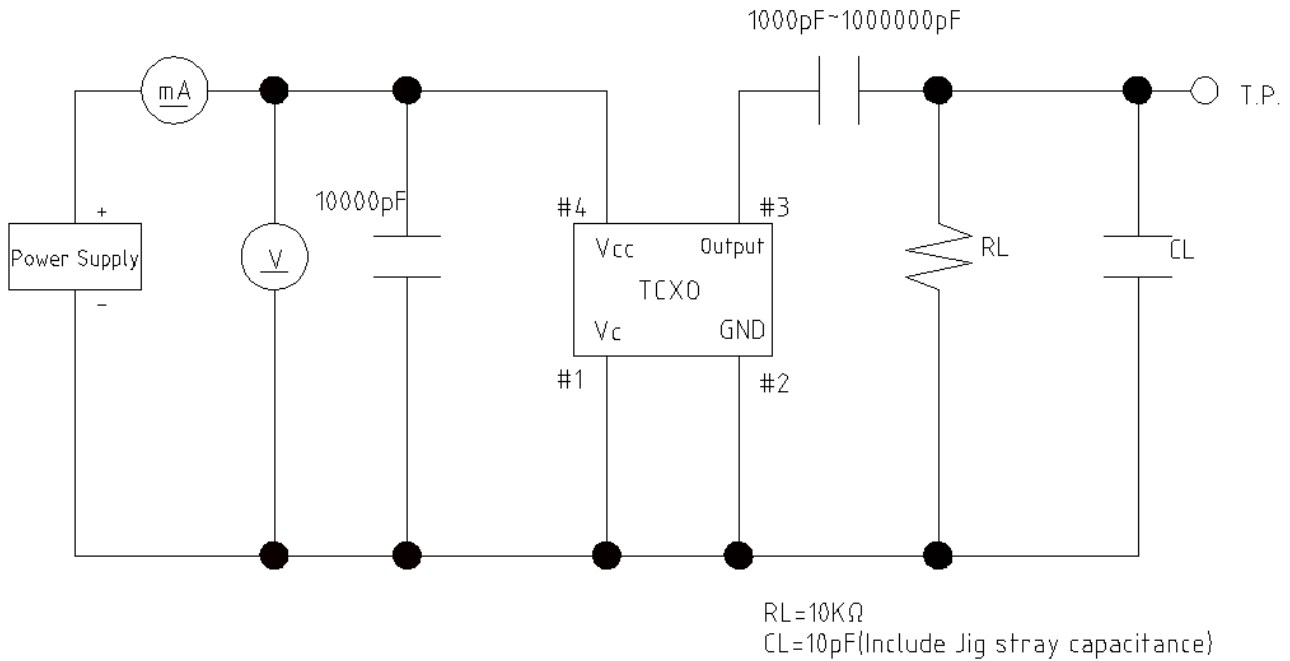 1000pF~1000000pF
mA
T.P.
10000pF
+
Power Supply
-
V
#4
#3
Vcc
Output
TCXO
Vc
GND
#1
#2
RL
CL
RL=10KΩ
CL=10pF(Include Jig stray capacitance)